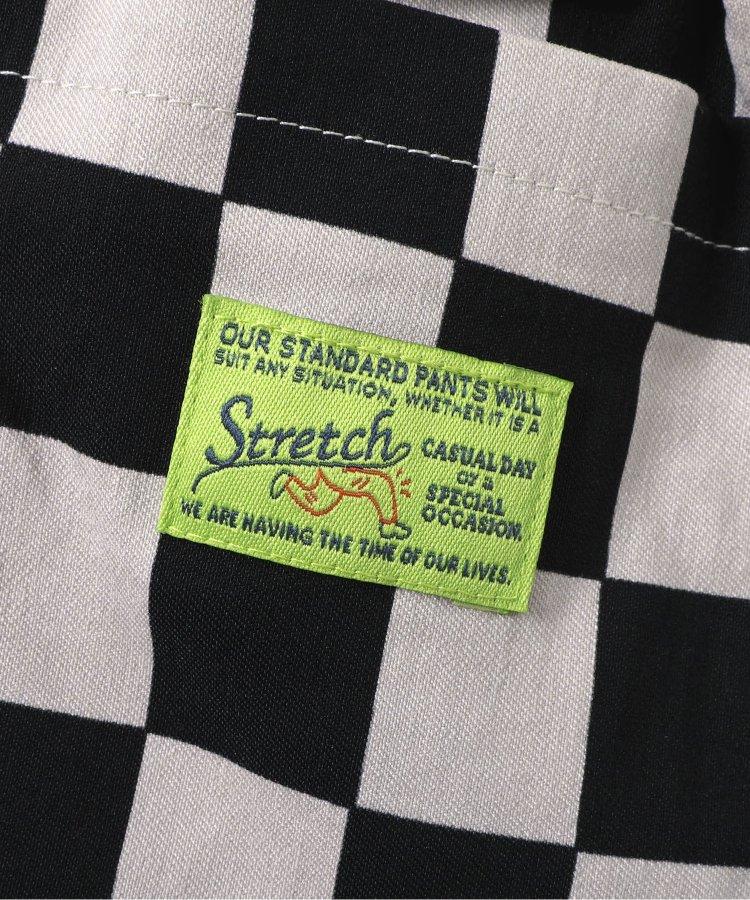 OUR STANDARD PANTS WILL
SUIT ANY SITUATION, WHETHER IT IS A
Stretch
CASUAL DAY
or a
SPECIAL
OCCASION.
WE ARE HAVING THE TIME OF OUR LIVES.